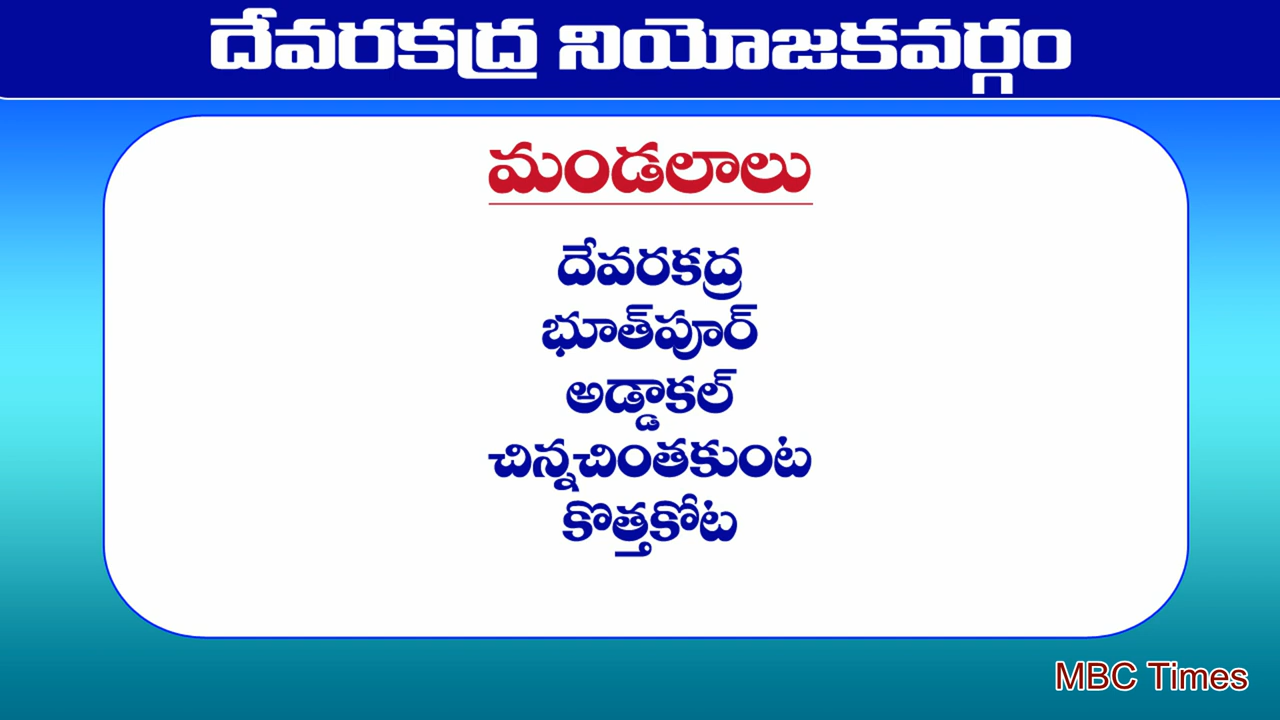 దేవరకద్ర నియోజకవర్గం
మండలాలు
దేవరకద్ర
భూత్‌పూర్
అడ్డాకల్
చిన్నచింతకుంట
కొత్తకోట
MBC Times